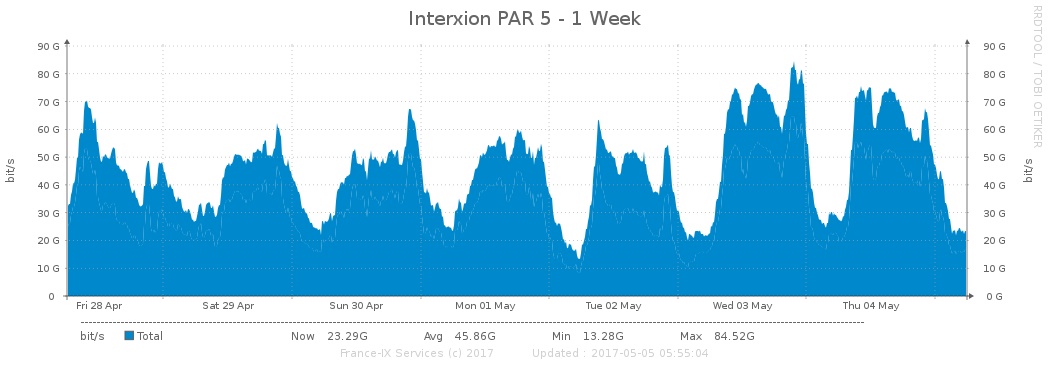 Interxion PAR 5 - 1 Week
RRDTOOL / TOBI OETIKER
bit/s
90 G 90 G
80 G 80 G
70 G 70 G
60 G 60 G
50 G 50 G
40 G 40 G
30 G 30 G
20 G 20 G
10 G 10 G
0 0 G
bit/s
Fri 28 Apr Sat 29 Apr Sun 30 Apr Mon 01 May Tue 02 May Wed 03 May Thu 04 May
bit/s Total Now 23.29G Avg 45.86G Min 13.28G Max 84.52G
France-IX Services (c) 2017 Updated : 2017-05-05 05:55:04